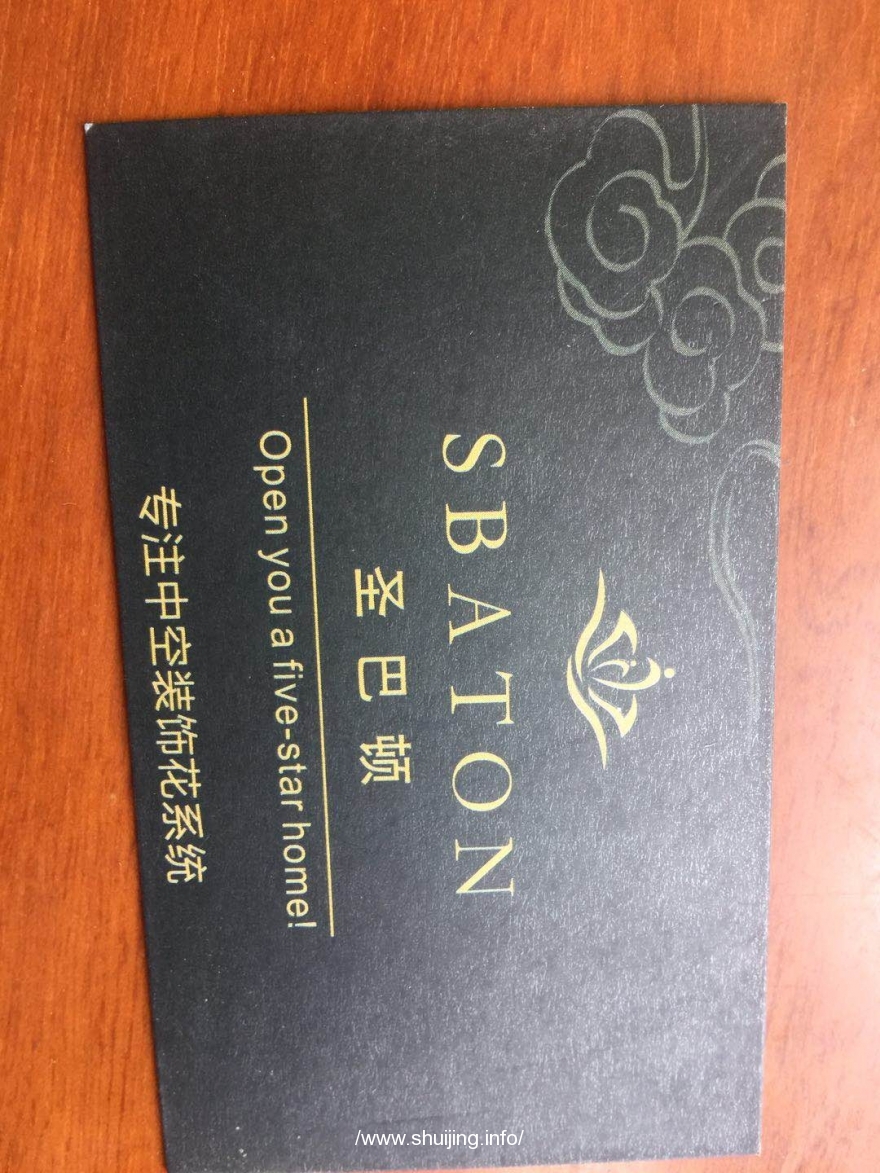 SBATON
圣巴顿
Open you a five-star home!
专注中空装饰花系统
/www.shuijing.info/